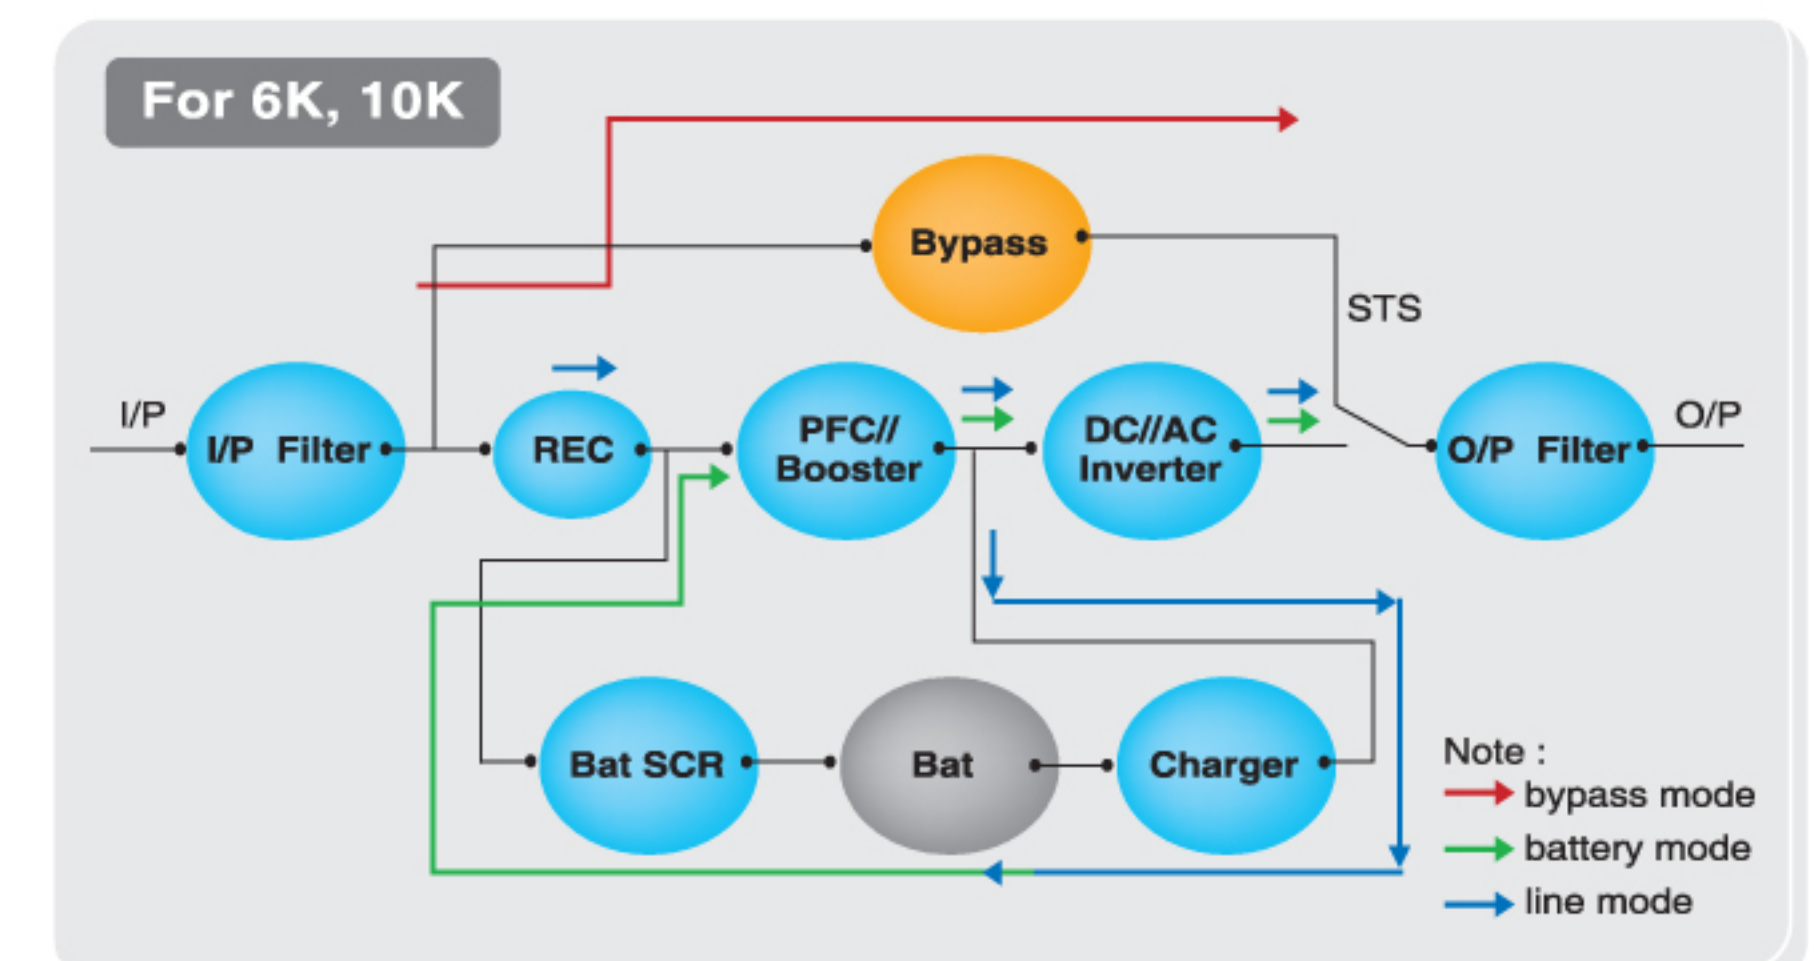 For 6K, 10K
Bypass
STS
I/P
I/P Filter
REC
PFC//
Booster
DC//AC
Inverter
O/P Filter
O/P
Bat SCR
Bat
Charger
Note :
bypass mode
battery mode
line mode